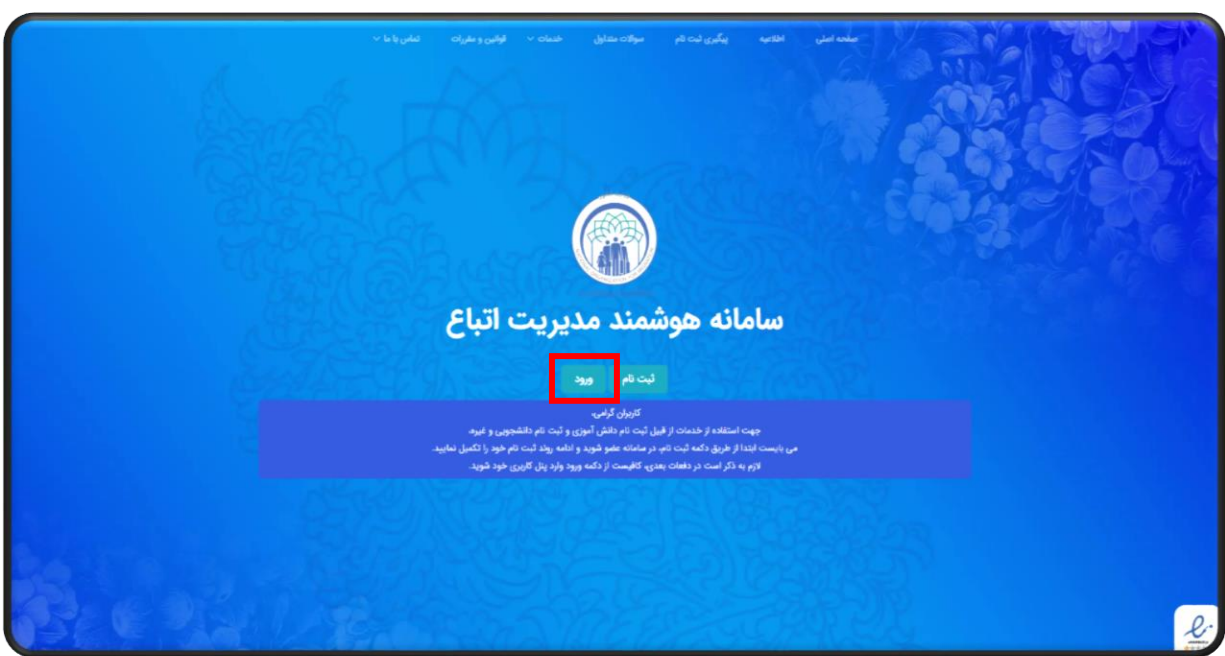 صفحه اصلی اطلاعیه پیگیری ثبت نام سوالات متداول خدمات قوانین و مقررات تماس با ما
سامانه هوشمند مدیریت اتباع
ثبت نام ورود
کاربران گرامی،
جهت استفاده از خدمات از قبیل ثبت نام دانش آموزی و ثبت نام دانشجویی و غیره،
می بایست ابتدا از طریق دکمه ثبت نام، در سامانه عضو شوید و ادامه روند ثبت نام خود را تکمیل نمایید.
لازم به ذکر است در دفعات بعدی، کافیست از دکمه ورود وارد پنل کاربری خود شوید.